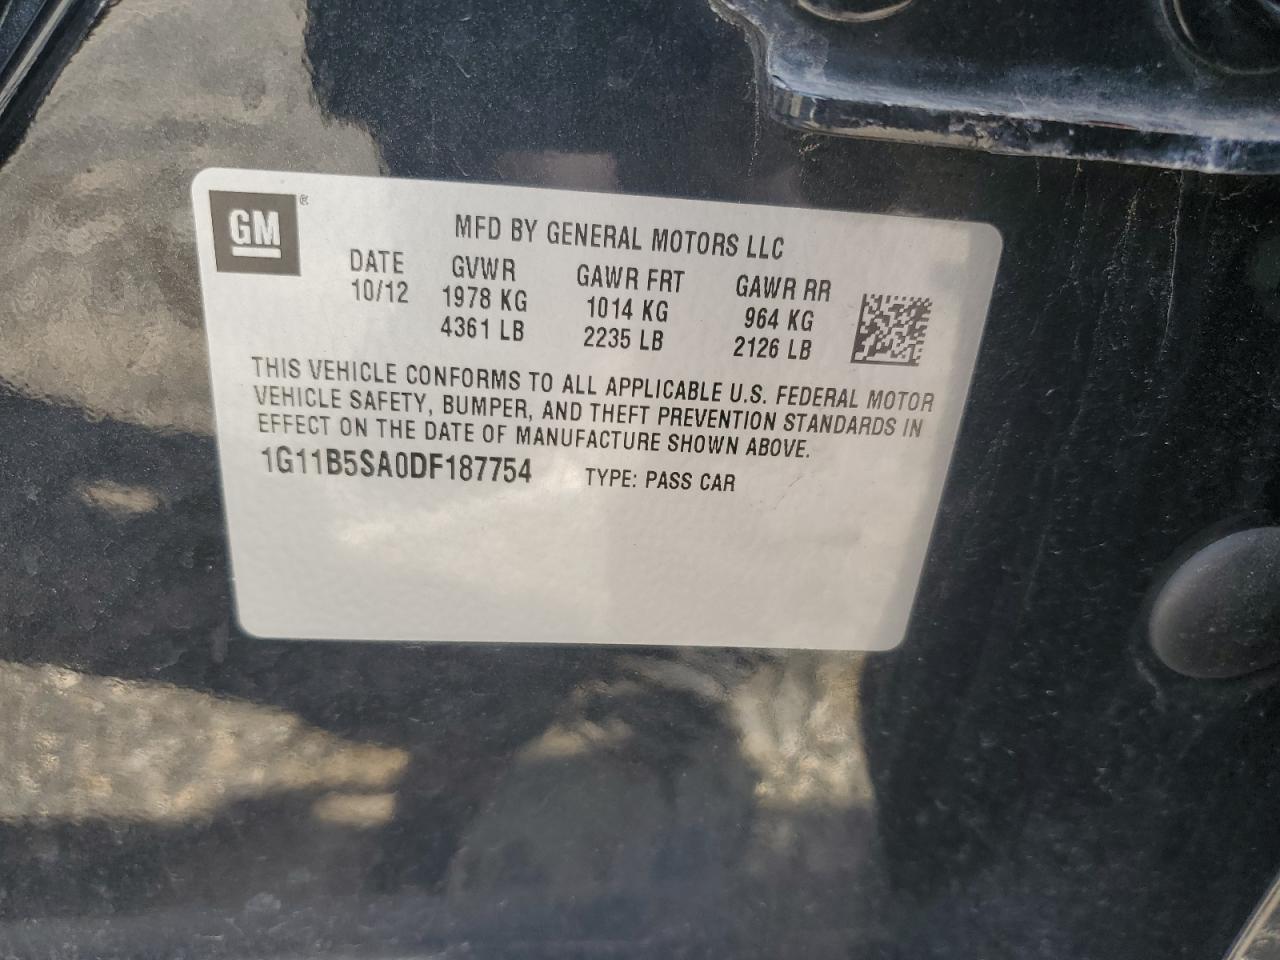 GM®
MFD BY GENERAL MOTORS LLC
DATE GVWR GAWR FRT GAWR RR
10/12 1978 KG 1014 KG 964 KG
4361 LB 2235 LB 2126 LB
THIS VEHICLE CONFORMS TO ALL APPLICABLE U.S. FEDERAL MOTOR
VEHICLE SAFETY, BUMPER, AND THEFT PREVENTION STANDARDS IN
EFFECT ON THE DATE OF MANUFACTURE SHOWN ABOVE.
1G11B5SA0DF187754 TYPE: PASS CAR